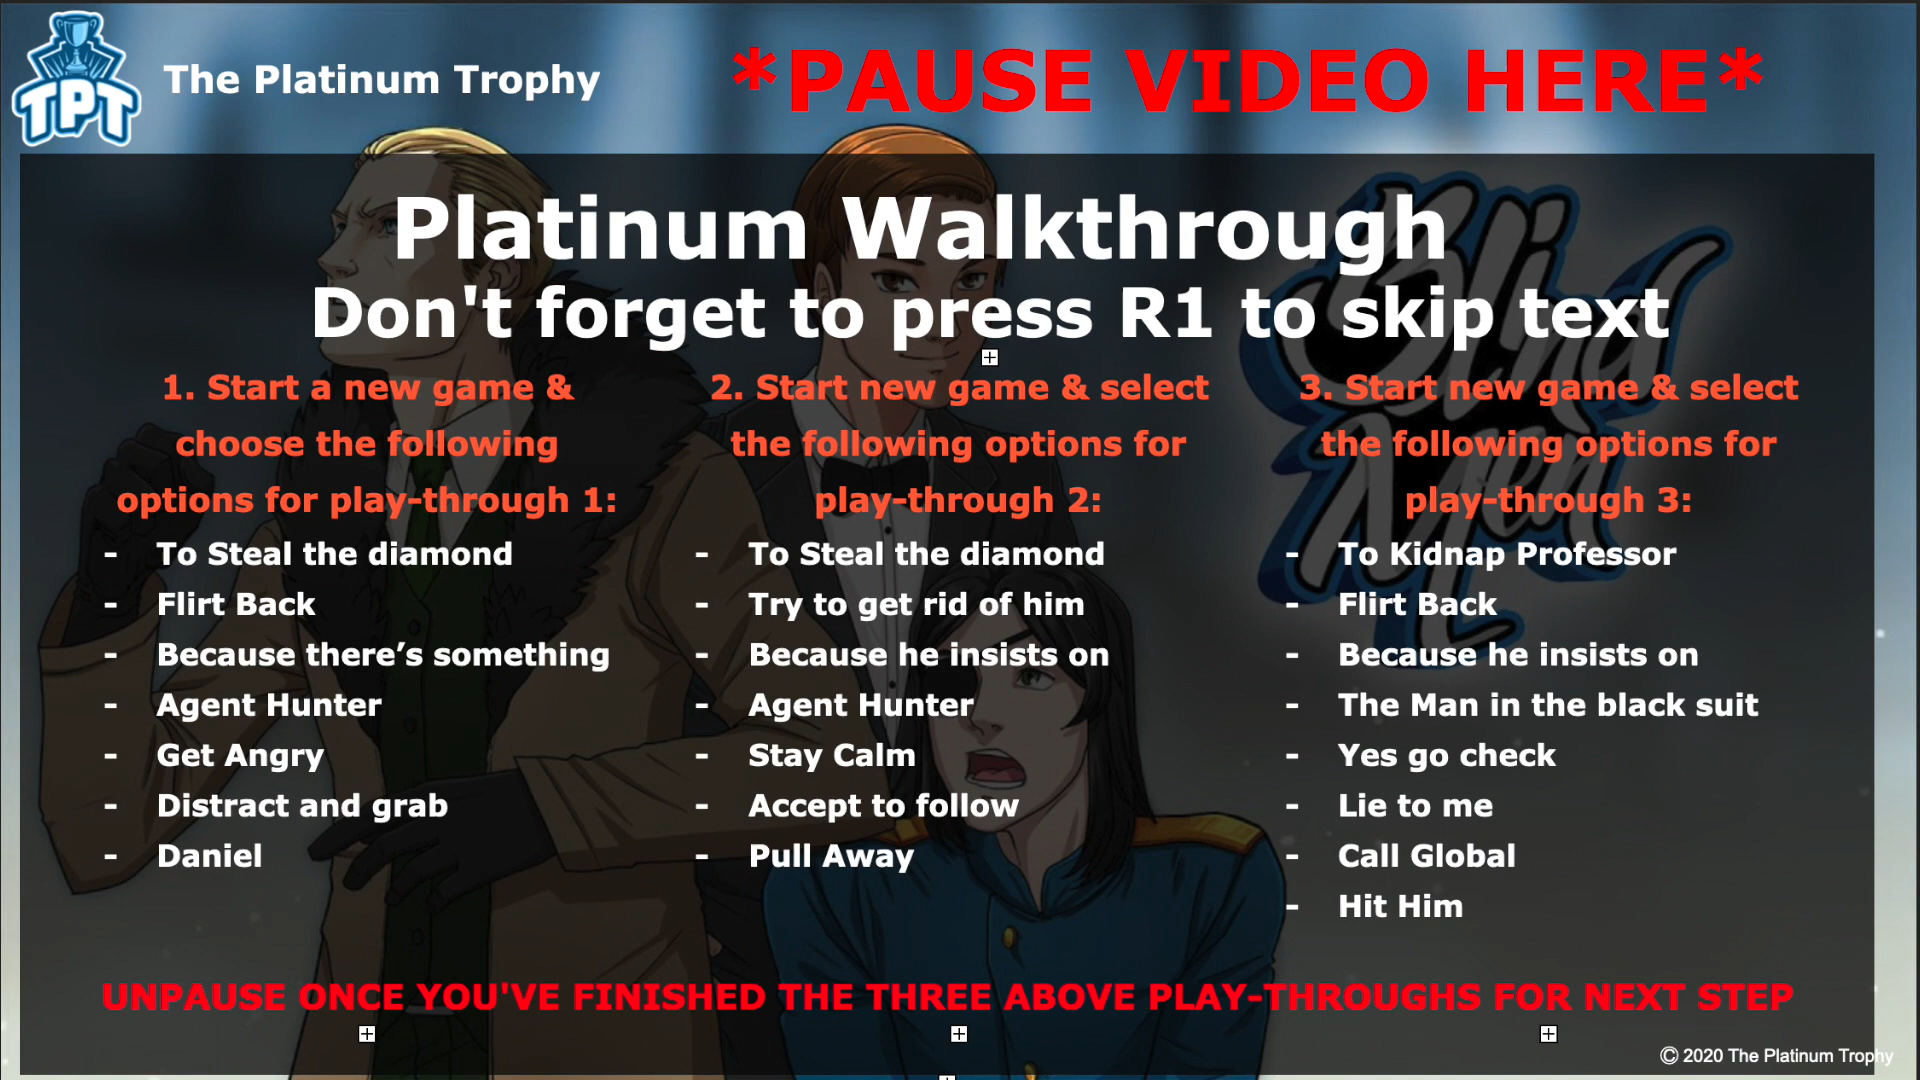 TPT
The Platinum Trophy
*PAUSE VIDEO HERE*
Blind
Men
Platinum Walkthrough
Don't forget to press R1 to skip text
1. Start a new game &
choose the following
options for play-through 1:
- To Steal the diamond
- Flirt Back
- Because there’s something
- Agent Hunter
- Get Angry
- Distract and grab
- Daniel
2. Start new game & select
the following options for
play-through 2:
- To Steal the diamond
- Try to get rid of him
- Because he insists on
- Agent Hunter
- Stay Calm
- Accept to follow
- Pull Away
3. Start new game & select
the following options for
play-through 3:
- To Kidnap Professor
- Flirt Back
- Because he insists on
- The Man in the black suit
- Yes go check
- Lie to me
- Call Global
- Hit Him
UNPAUSE ONCE YOU'VE FINISHED THE THREE ABOVE PLAY-THROUGHS FOR NEXT STEP
© 2020 The Platinum Trophy